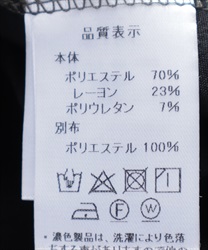 品質表示
本体
ポリエステル 70%
レーヨン 23%
ポリウレタン 7%
別布
ポリエステル 100%
F W
・濃色製品は、洗濯により色落